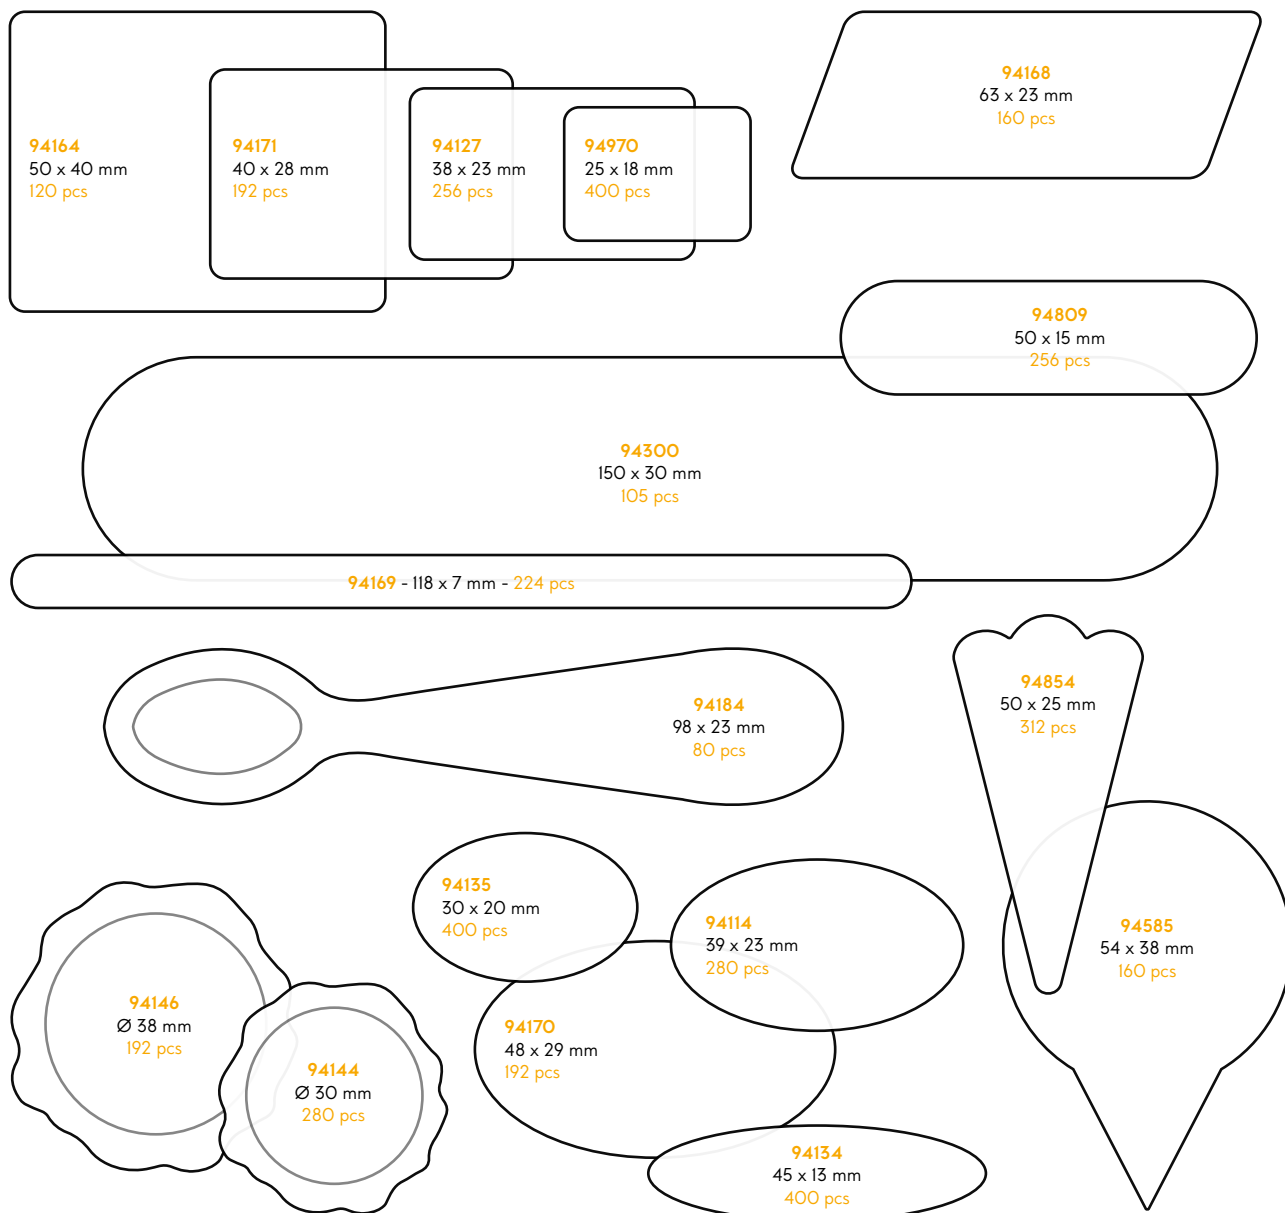 94164
50 x 40 mm
120 pcs
94171
40 x 28 mm
192 pcs
94127
38 x 23 mm
256 pcs
94970
25 x 18 mm
400 pcs
94168
63 x 23 mm
160 pcs
94809
50 x 15 mm
256 pcs
94300
150 x 30 mm
105 pcs
94169 - 118 x 7 mm - 224 pcs
94184
98 x 23 mm
80 pcs
94854
50 x 25 mm
312 pcs
94135
30 x 20 mm
400 pcs
94114
39 x 23 mm
280 pcs
94585
54 x 38 mm
160 pcs
94146
Ø 38 mm
192 pcs
94144
Ø 30 mm
280 pcs
94170
48 x 29 mm
192 pcs
94134
45 x 13 mm
400 pcs